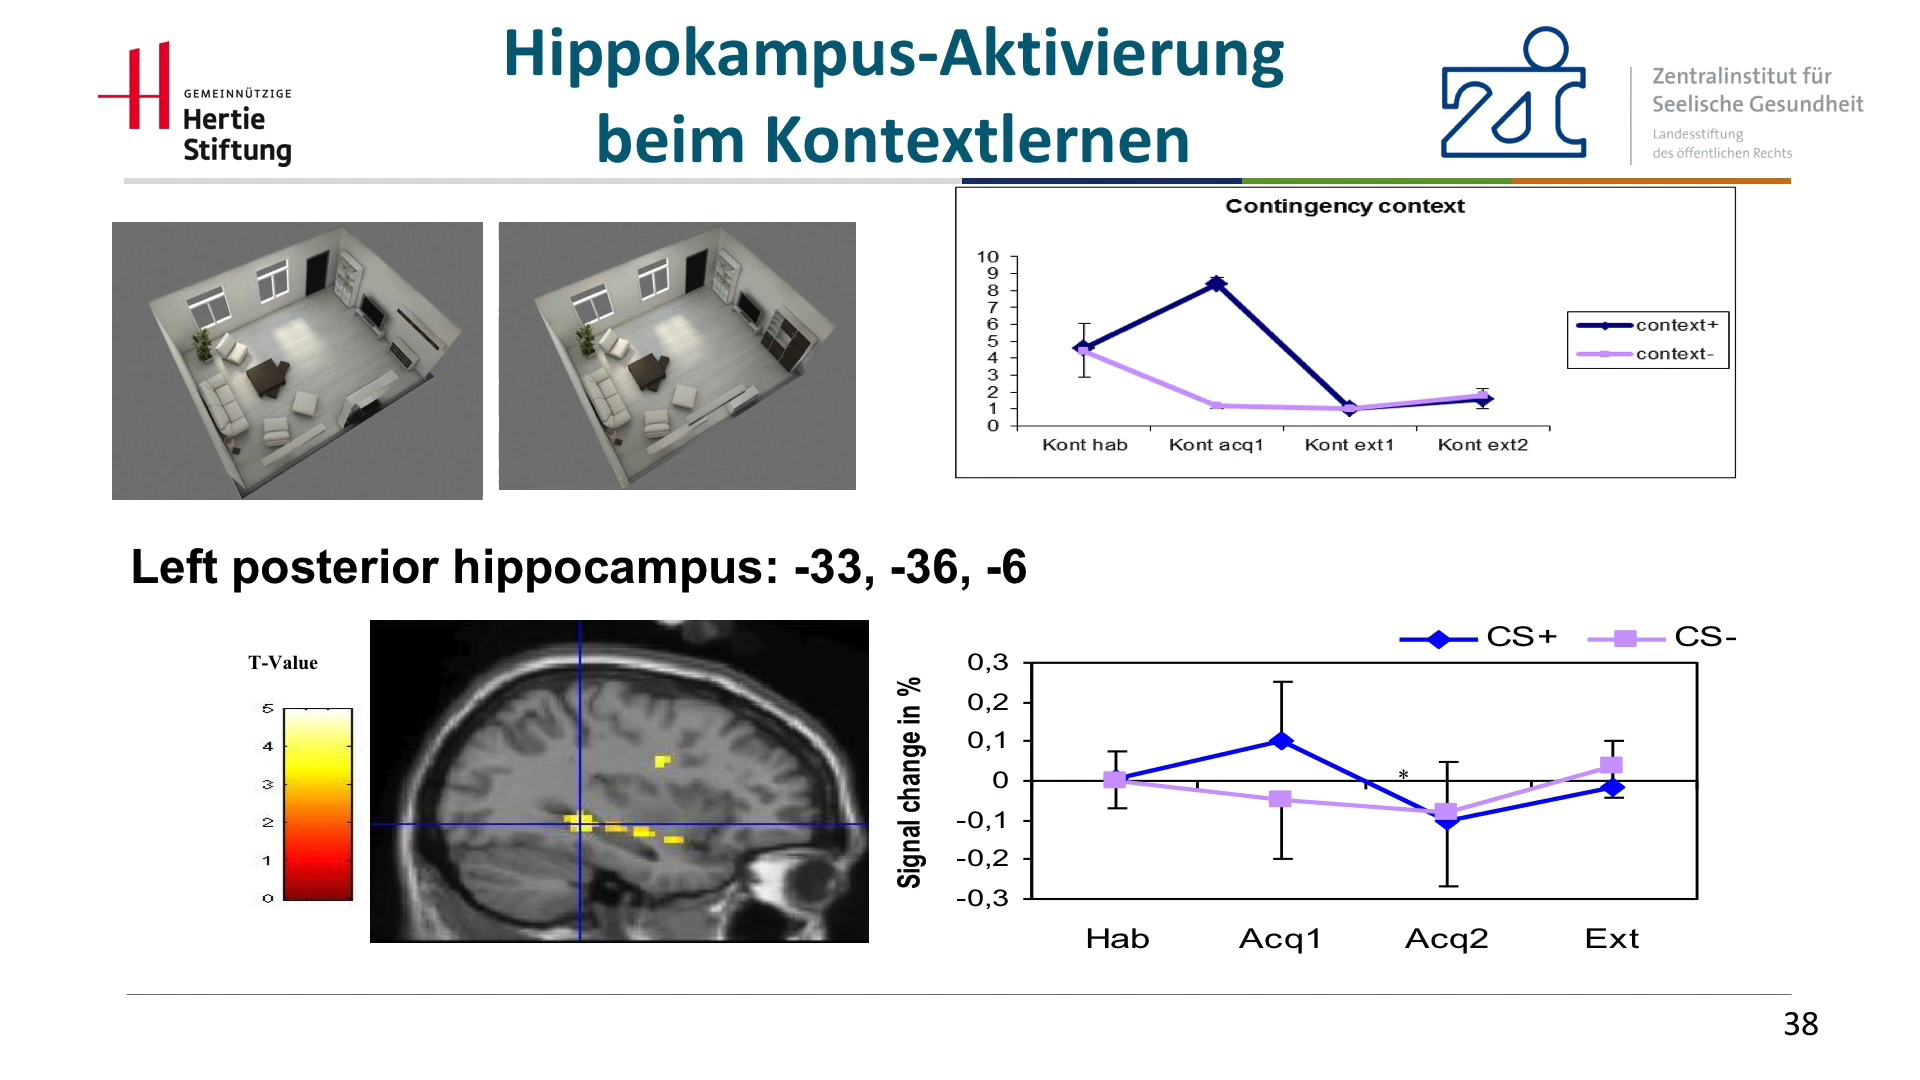 Hippokampus-Aktivierung
beim Kontextlernen
GEMEINNÜTZIGE
Hertie
Stiftung
Zentralinstitut für
Seelische Gesundheit
Landesstiftung
des öffentlichen Rechts
Contingency context
10
9
8
7
6
5
4
3
2
1
0
Kont hab Kont acq1 Kont ext1 Kont ext2
context+
context-
Left posterior hippocampus: -33, -36, -6
T-Value
5
4
3
2
1
0
CS+ CS-
Signal change in %
0,3
0,2
0,1
0
-0,1
-0,2
-0,3
*
Hab Acq1 Acq2 Ext
38